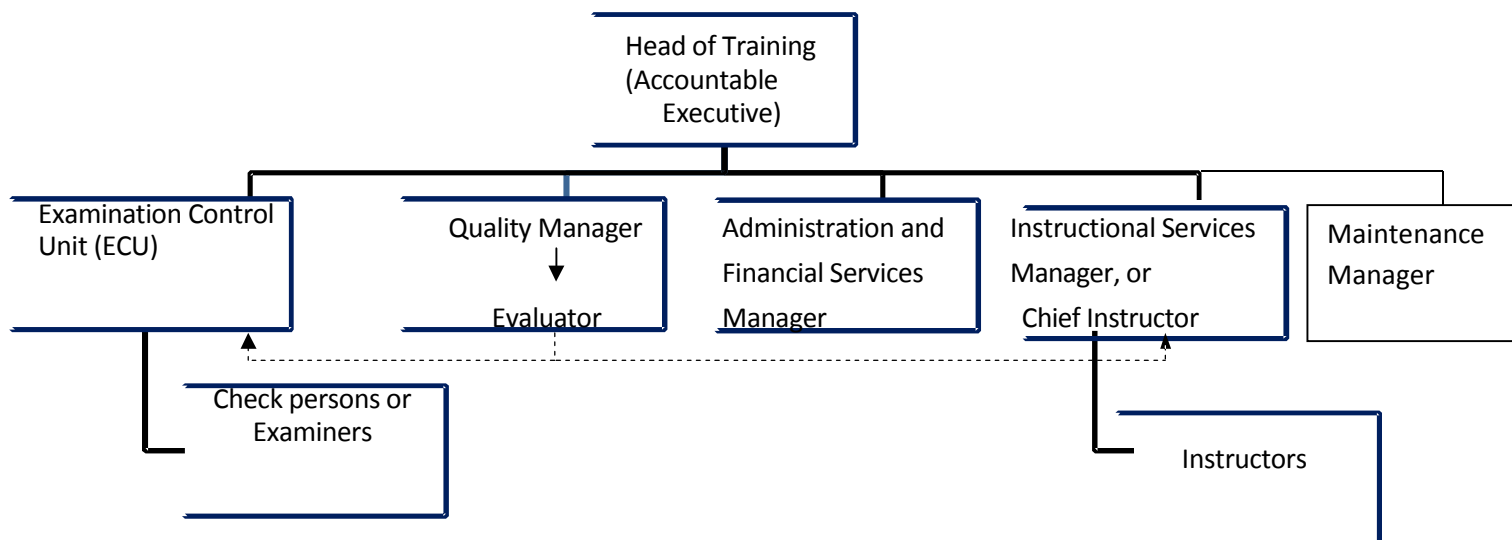 Head of Training
(Accountable
Executive)
Examination Control
Unit (ECU)
Quality Manager
Evaluator
Administration and
Financial Services
Manager
Instructional Services
Manager, or
Chief Instructor
Maintenance
Manager
Check persons or
Examiners
Instructors